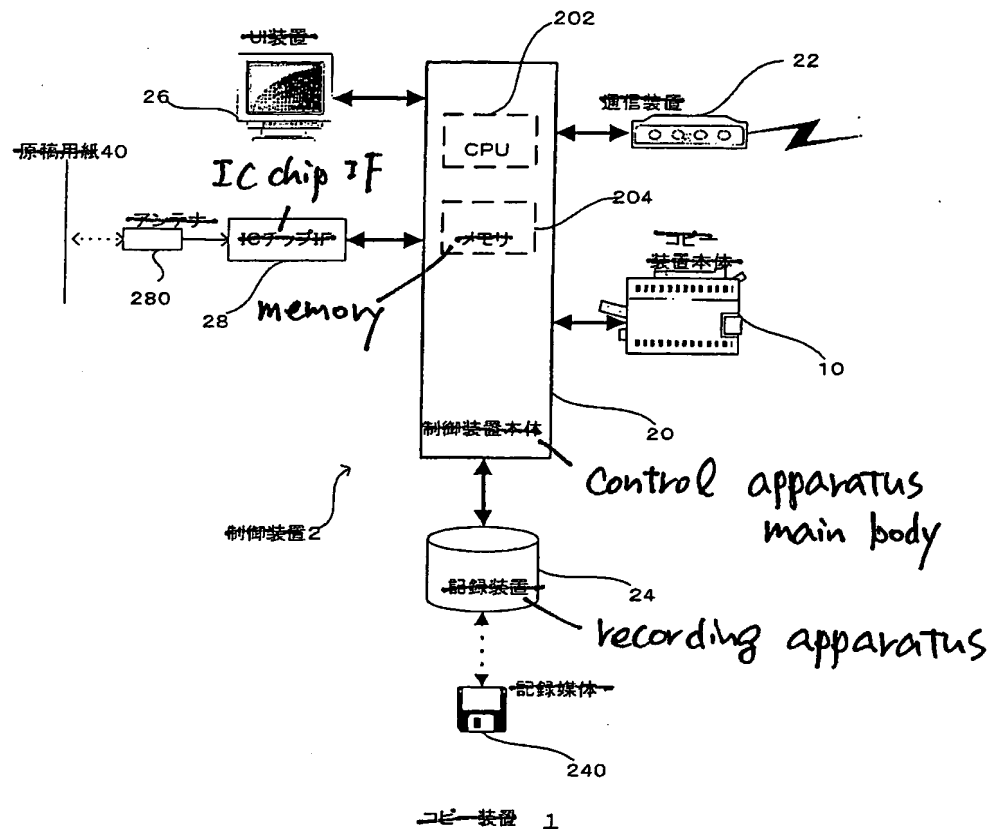 202
UI装置
22
26
通信装置
CPU
原稿用紙40
IC chip IF
204
アンテナ
ICチップIF
メモリ
コピー
装置本体
280
28
memory
10
20
制御装置本体
control apparatus
main body
制御装置2
24
記録装置
recording apparatus
記録媒体
240
コピー装置 1